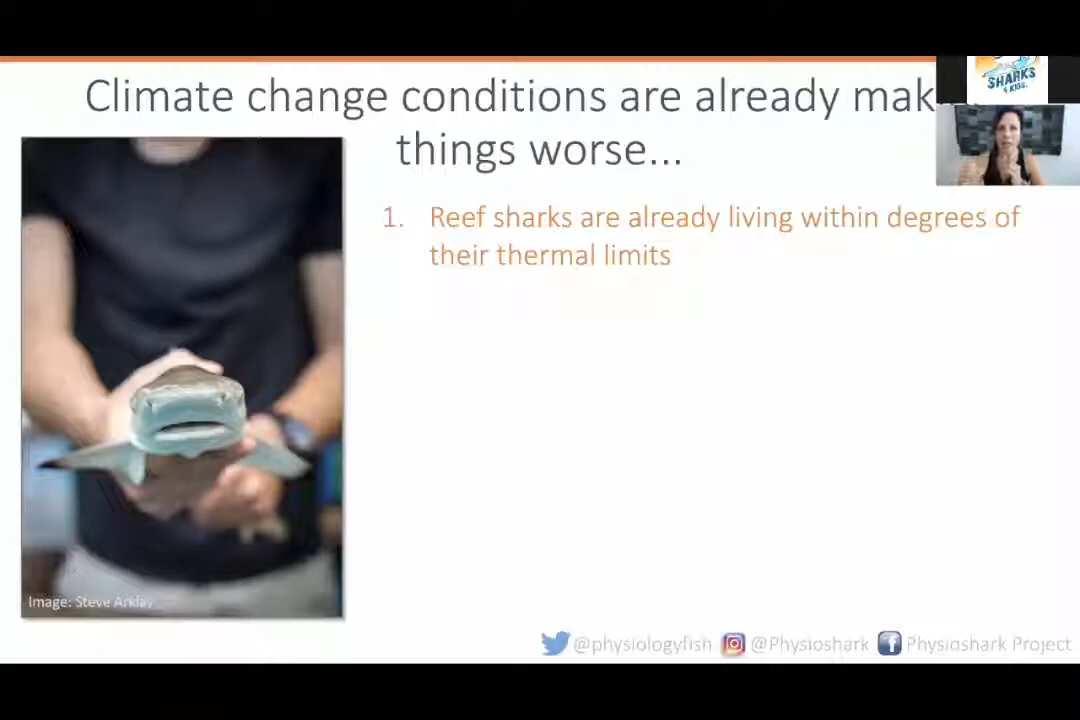 Climate change conditions are already mak
things worse...
SHARKS
4 KIDS.
1. Reef sharks are already living within degrees of
their thermal limits
Image: Steve Arklay
@physiologyfish @Physioshark Physioshark Project